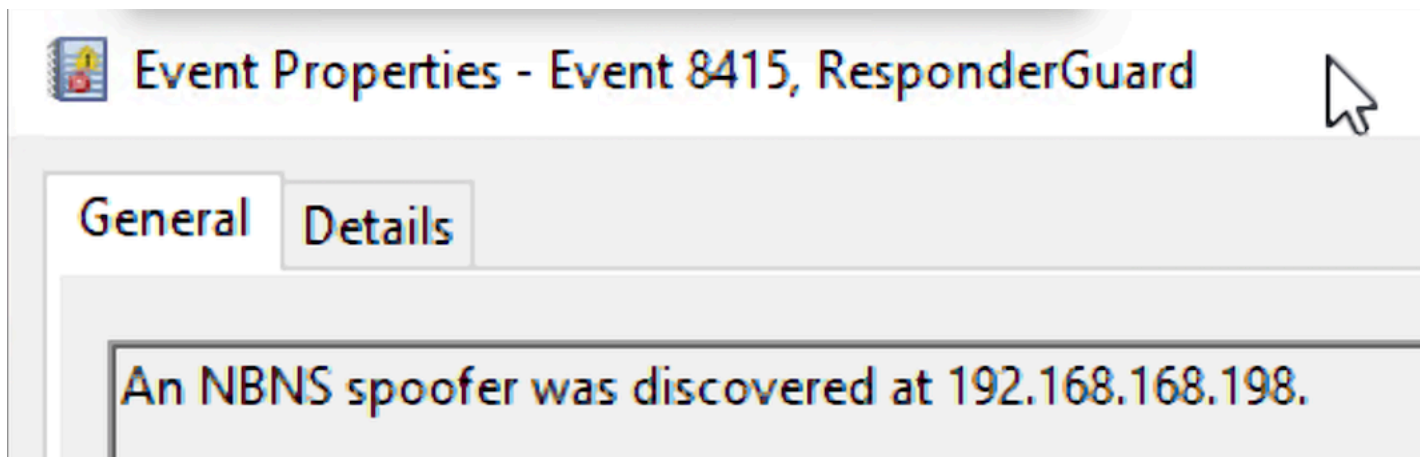 Event Properties - Event 8415, ResponderGuard
General
Details
An NBNS spoofer was discovered at 192.168.168.198.